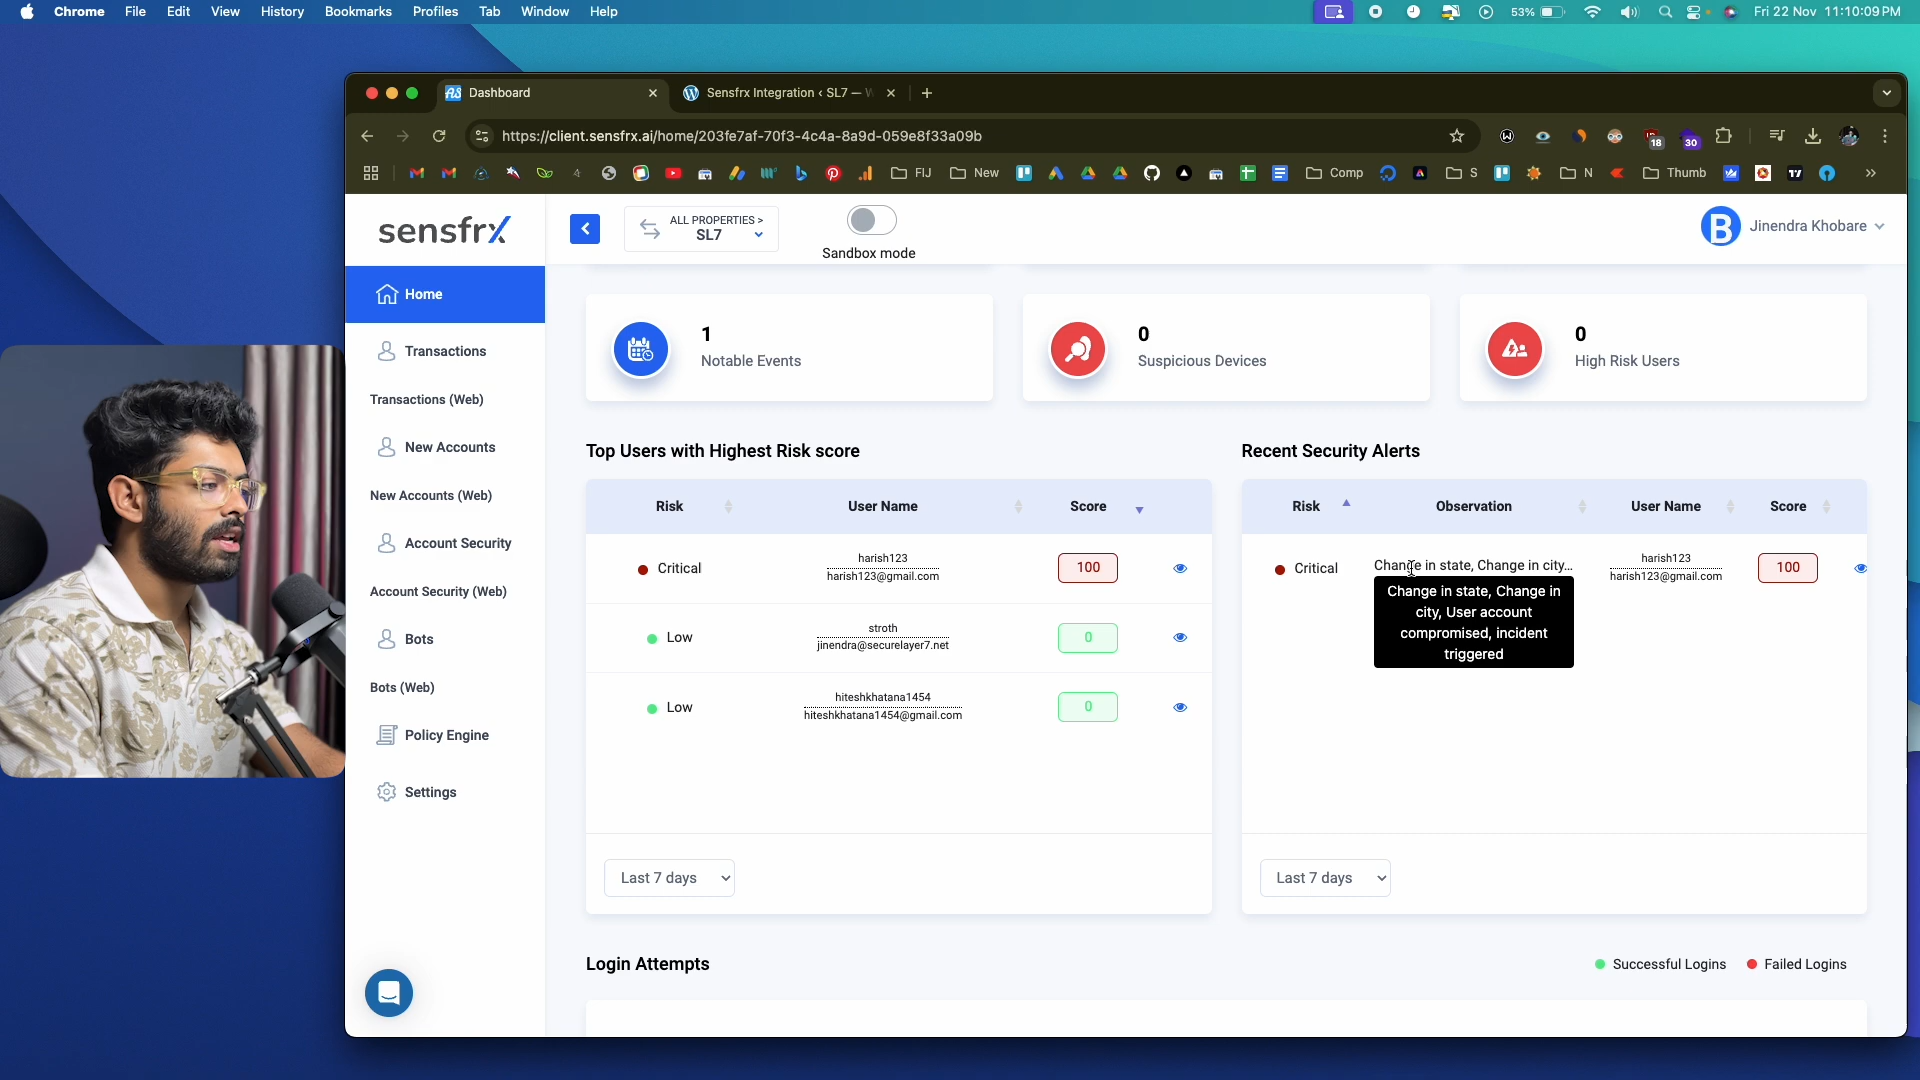 Chrome File Edit View History Bookmarks Profiles Tab Window Help
53% Fri 22 Nov 11:10:09 PM
Dashboard
Sensfrx Integration ‹ SL7 —
https://client.sensfrx.ai/home/203fe7af-70f3-4c4a-8a9d-059e8f33a09b
18
30
FIJ New Comp S N Thumb
sensfrx
ALL PROPERTIES >
SL7
Sandbox mode
Jinendra Khobare
Home
Transactions
Transactions (Web)
New Accounts
New Accounts (Web)
Account Security
Account Security (Web)
Bots
Bots (Web)
Policy Engine
Settings
1
Notable Events
0
Suspicious Devices
0
High Risk Users
Top Users with Highest Risk score
Risk User Name Score
Critical
harish123
harish123@gmail.com
100
Low
stroth
jinendra@securelayer7.net
0
Low
hiteshkhatana1454
hiteshkhatana1454@gmail.com
0
Last 7 days
Recent Security Alerts
Risk Observation User Name Score
Critical
Change in state, Change in city...
harish123
harish123@gmail.com
100
Change in state, Change in
city, User account
compromised, incident
triggered
Last 7 days
Login Attempts
Successful Logins Failed Logins